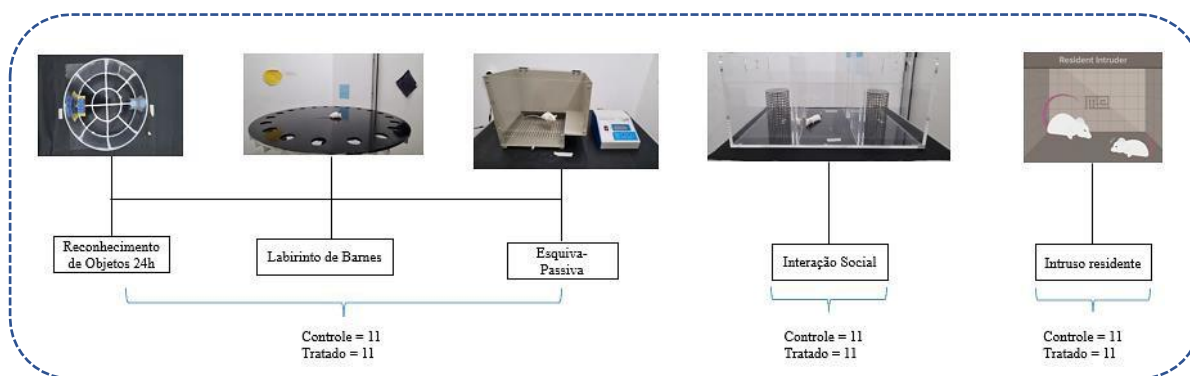 Resident Intruder
Reconhecimento
de Objetos 24h
Labirinto de Barnes
Esquiva-
Passiva
Interação Social
Intruso residente
Controle = 11
Tratado = 11
Controle = 11
Tratado = 11
Controle = 11
Tratado = 11